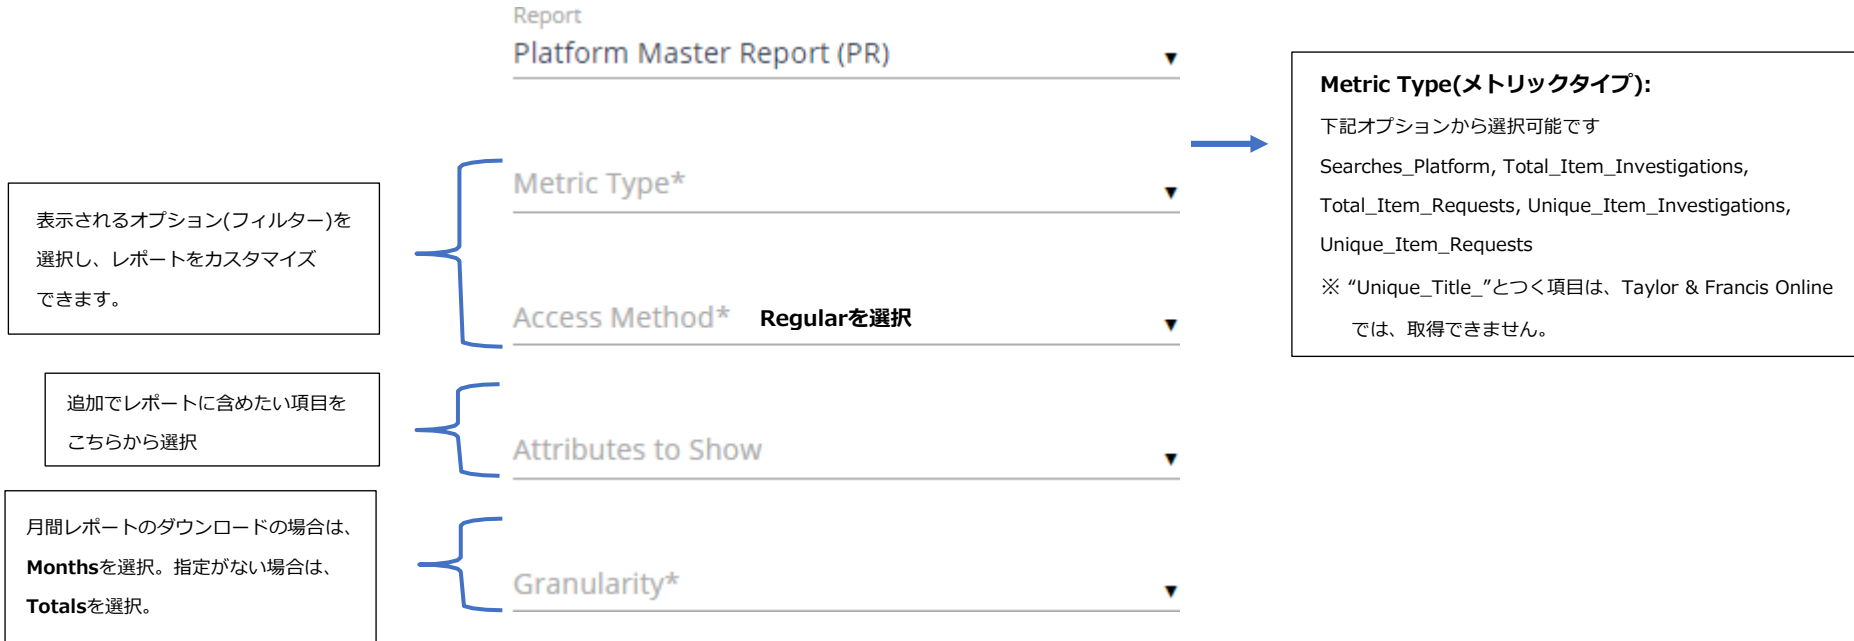 Report
Platform Master Report (PR)
Metric Type*
Access Method* Regularを選択
Attributes to Show
Granularity*
表示されるオプション(フィルター)を
選択し、レポートをカスタマイズ
できます。
追加でレポートに含めたい項目を
こちらから選択
月間レポートのダウンロードの場合は、
Monthsを選択。指定がない場合は、
Totalsを選択。
Metric Type(メトリックタイプ):
下記オプションから選択可能です
Searches_Platform, Total_Item_Investigations,
Total_Item_Requests, Unique_Item_Investigations,
Unique_Item_Requests
※ “Unique_Title_”とつく項目は、Taylor & Francis Online
では、取得できません。